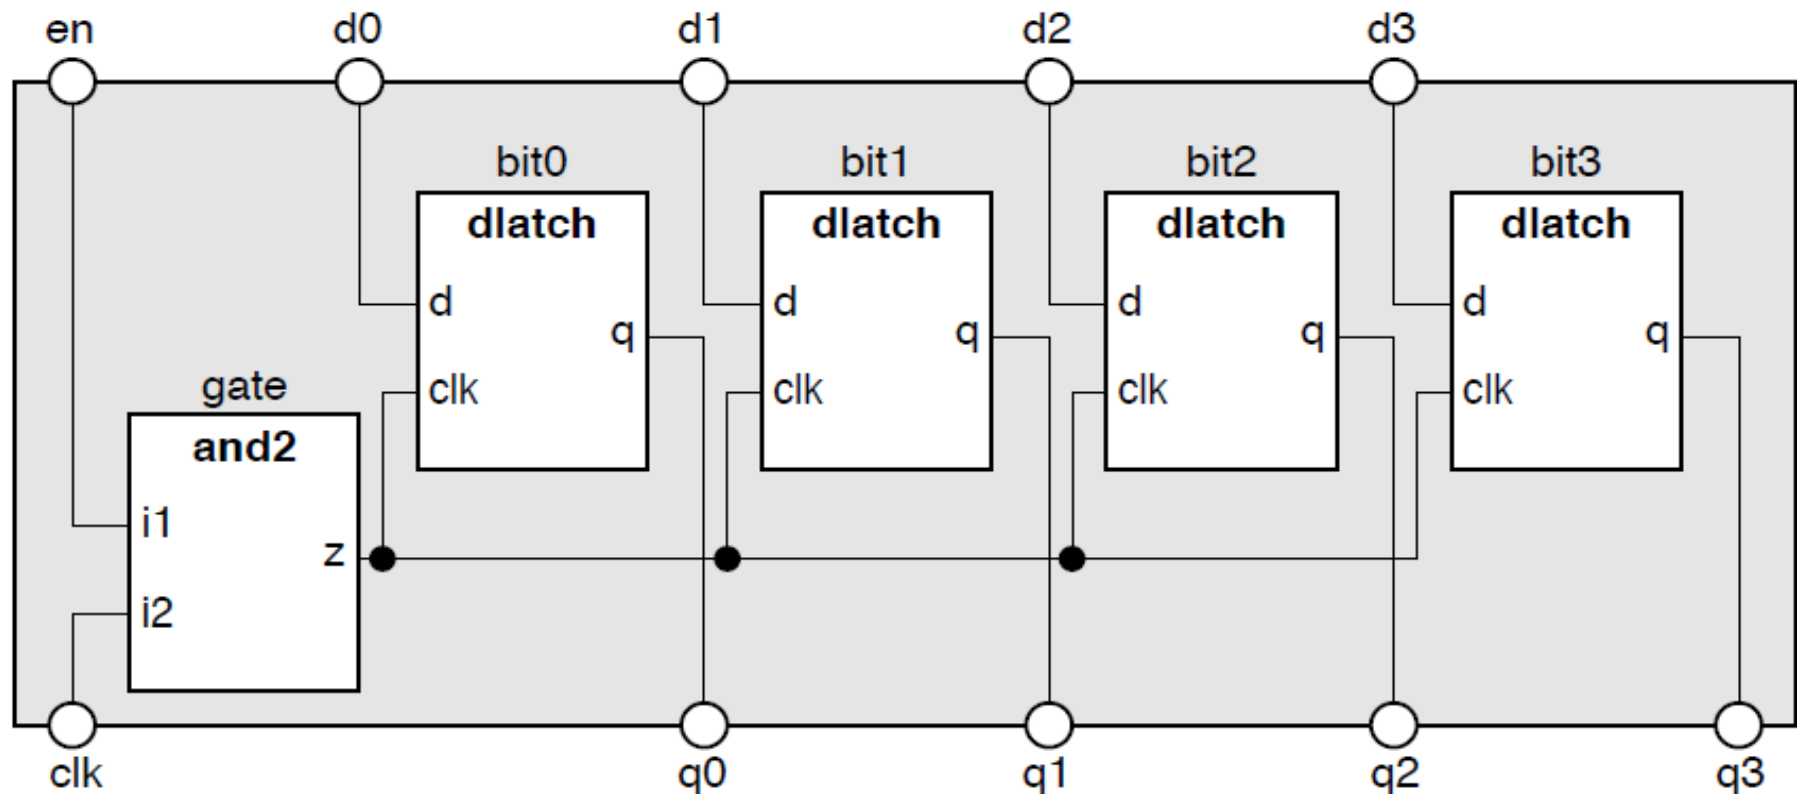 en d0 d1 d2 d3
bit0 bit1 bit2 bit3
dlatch dlatch dlatch dlatch
d d d d
q q q q
clk clk clk clk
gate
and2
i1
z
i2
clk q0 q1 q2 q3